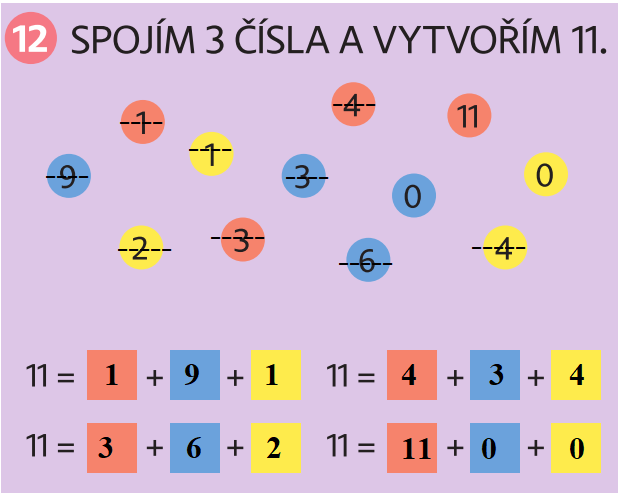 12 SPOJÍM 3 ČÍSLA A VYTVOŘÍM 11.
1 4 11
9 1 3 0 0
2 3 6 4
11 = 1 + 9 + 1 11 = 4 + 3 + 4
11 = 3 + 6 + 2 11 = 11 + 0 + 0